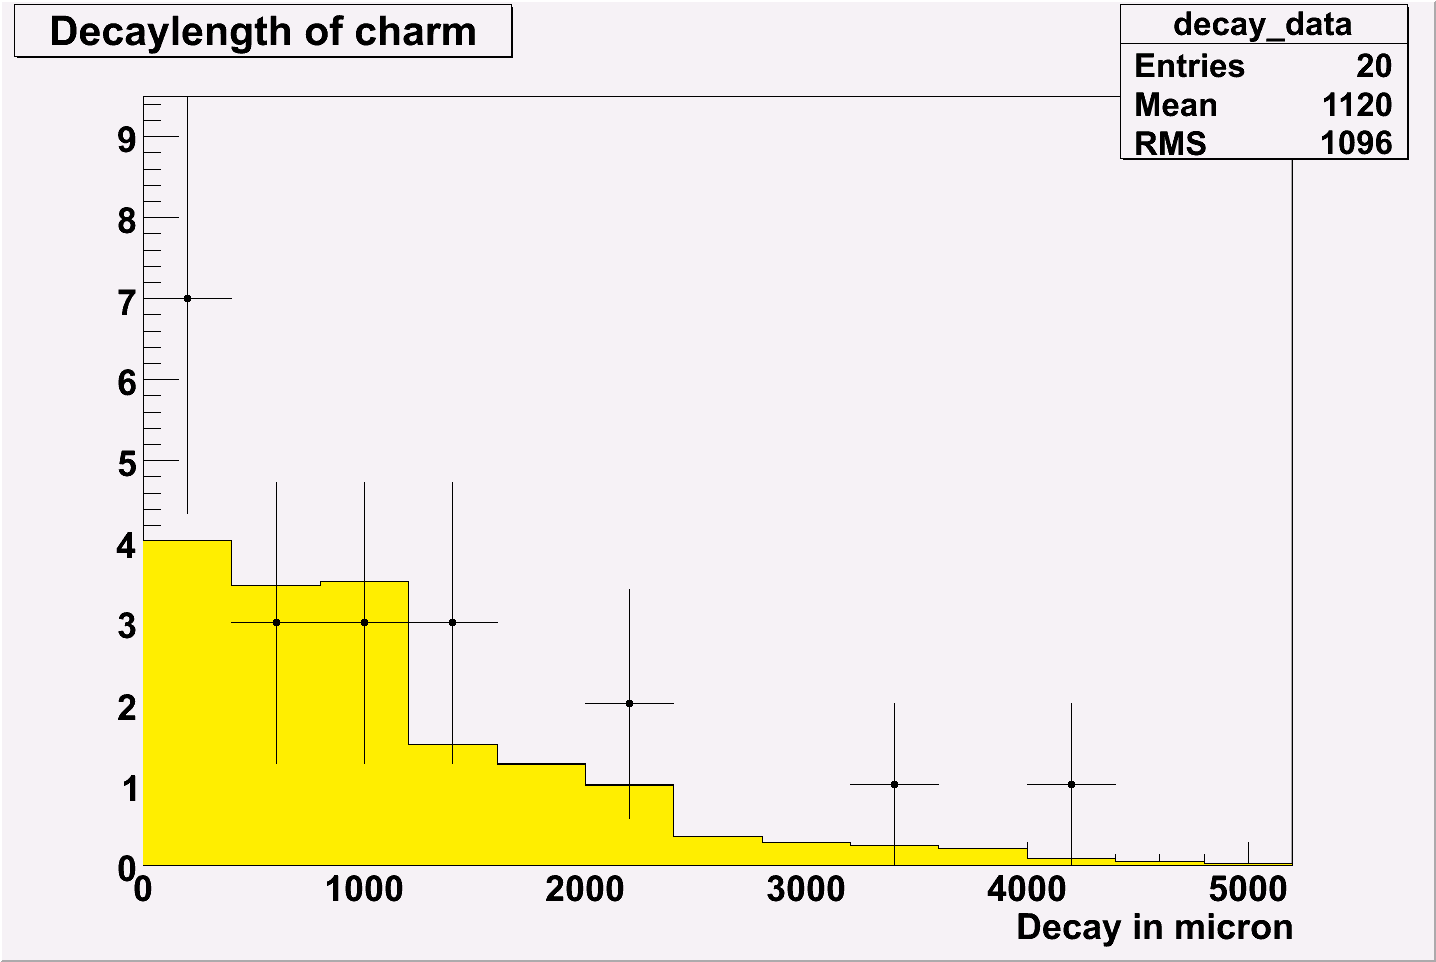 Decaylength of charm
decay_data
Entries 20
Mean 1120
RMS 1096
9
8
7
6
5
4
3
2
1
0
0 1000 2000 3000 4000 5000
Decay in micron